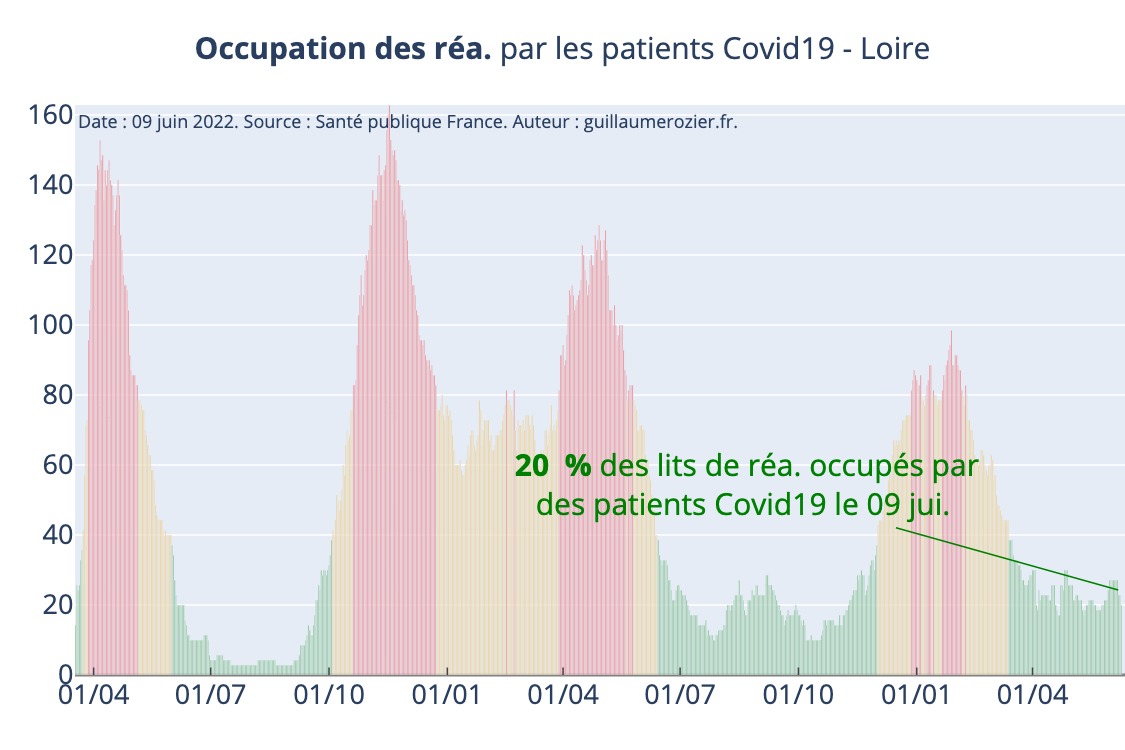 Occupation des réa. par les patients Covid19 - Loire
160
Date : 09 juin 2022. Source : Santé publique France. Auteur : guillaumerozier.fr.
140
120
100
80
60
20 % des lits de réa. occupés par
des patients Covid19 le 09 jui.
40
20
0
01/04 01/07 01/10 01/01 01/04 01/07 01/10 01/01 01/04